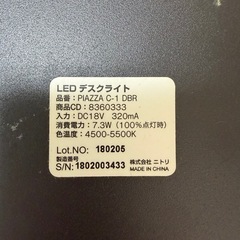 LED デスクライト
品番：PIAZZA C-1 DBR
商品CD：8360333
入力：DC18V 320mA
消費電力：7.3W（100%点灯時）
色温度：4500-5500K
Lot.NO: 180205
製造番号
S/N: 1802003433
株式会社 ニトリ
MADE IN CHINA